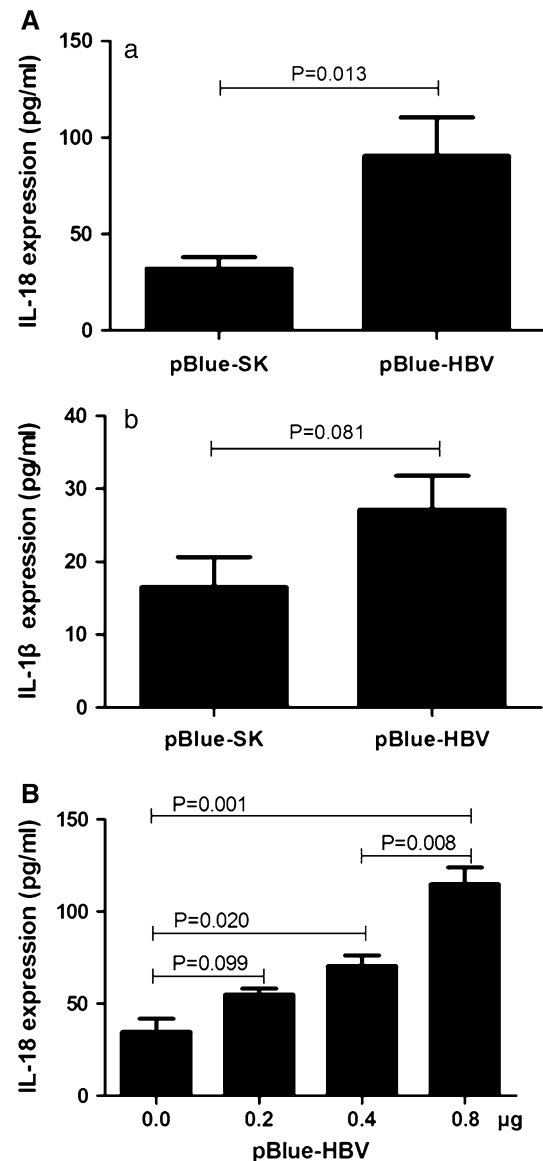 A
a
IL-18 expression (pg/ml)
150
100
50
0
P=0.013
pBlue-SK pBlue-HBV
b
IL-1β expression (pg/ml)
40
30
20
10
0
P=0.081
pBlue-SK pBlue-HBV
B
IL-18 expression (pg/ml)
150
100
50
0
P=0.001
P=0.008
P=0.020
P=0.099
0.0 0.2 0.4 0.8 µg
pBlue-HBV